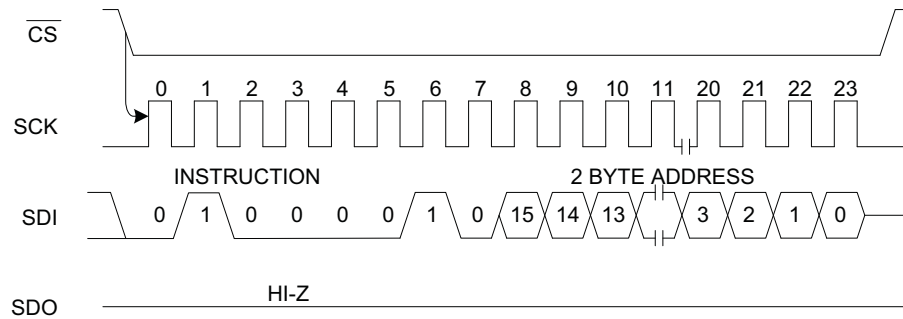 CS
0 1 2 3 4 5 6 7 8 9 10 11 20 21 22 23
SCK
INSTRUCTION 2 BYTE ADDRESS
SDI 0 1 0 0 0 0 1 0 15 14 13 3 2 1 0
HI-Z
SDO